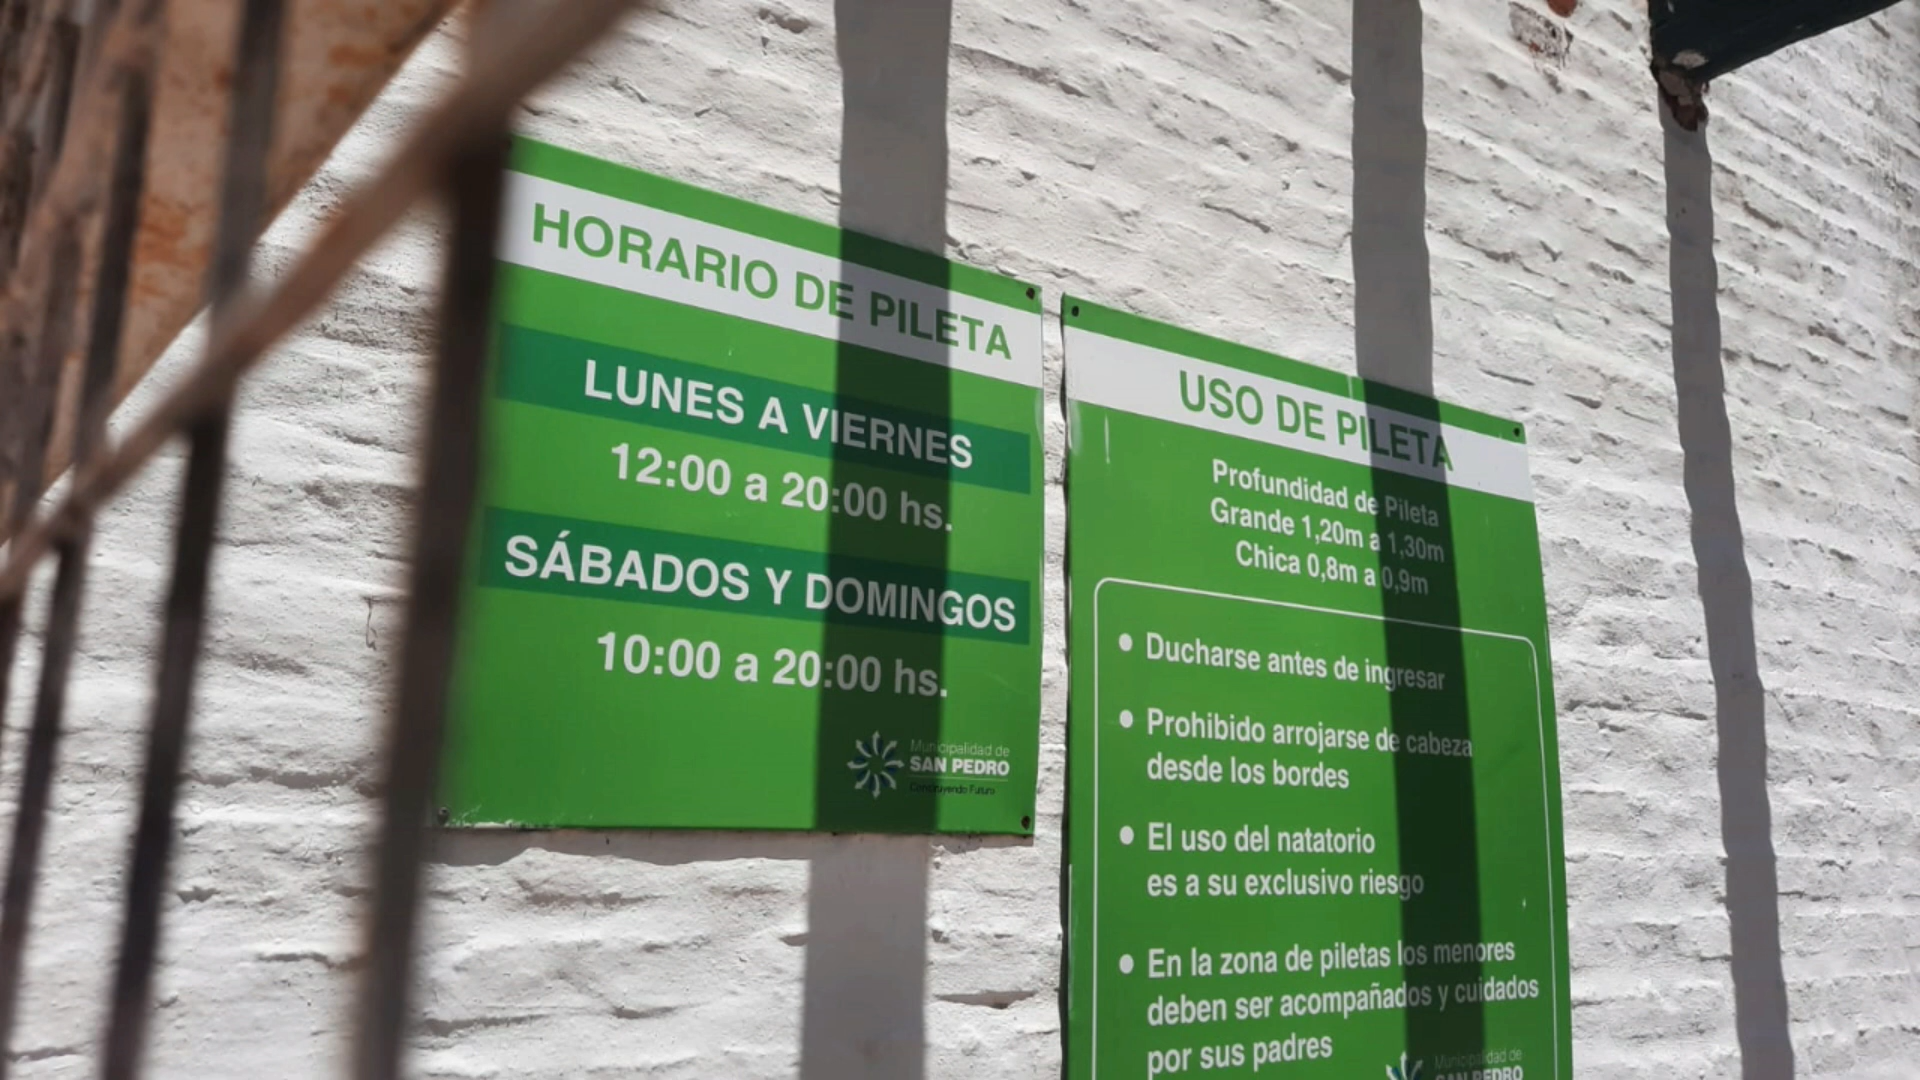 HORARIO DE PILETA
LUNES A VIERNES
12:00 a 20:00 hs.
SÁBADOS Y DOMINGOS
10:00 a 20:00 hs.
Municipalidad de
SAN PEDRO
Construyendo Futuro
USO DE PILETA
Profundidad de Pileta
Grande 1,20m a 1,30m
Chica 0,8m a 0,9m
• Ducharse antes de ingresar
• Prohibido arrojarse de cabeza
desde los bordes
• El uso del natatorio
es a su exclusivo riesgo
• En la zona de piletas los menores
deben ser acompañados y cuidados
por sus padres
Municipalidad de
SAN PEDRO